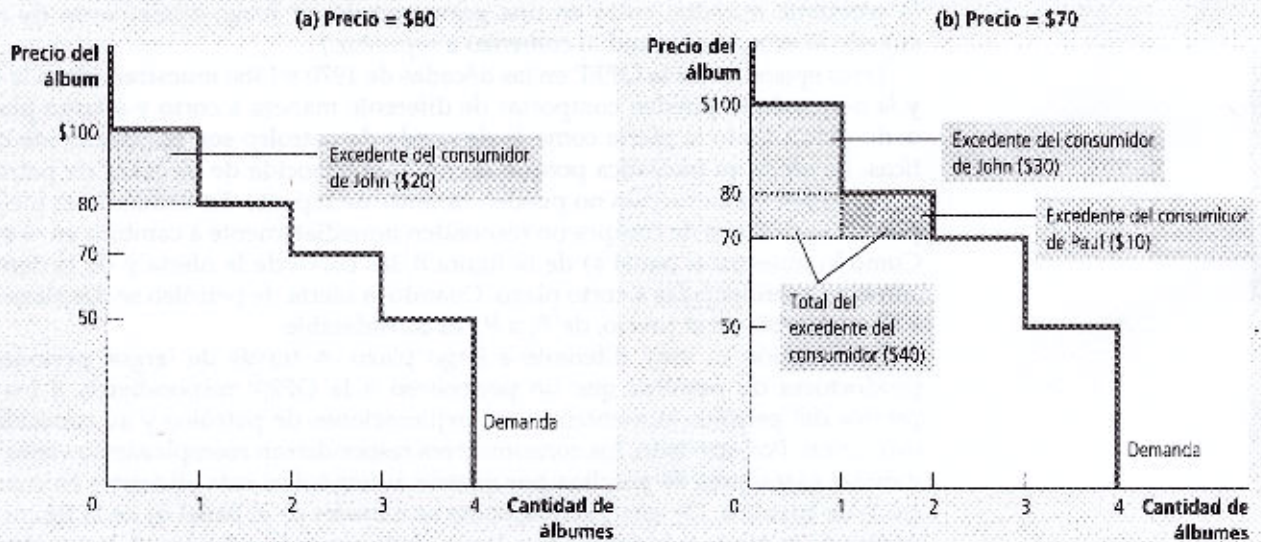 (a) Precio = $80
Precio del
álbum
$100
80
70
50
0
1
2
3
4
Excedente del consumidor
de John ($20)
Demanda
Cantidad de
álbumes
(b) Precio = $70
Precio del
álbum
$100
80
70
50
0
1
2
3
4
Excedente del consumidor
de John ($30)
Excedente del consumidor
de Paul ($10)
Total del
excedente del
consumidor ($40)
Demanda
Cantidad de
álbumes